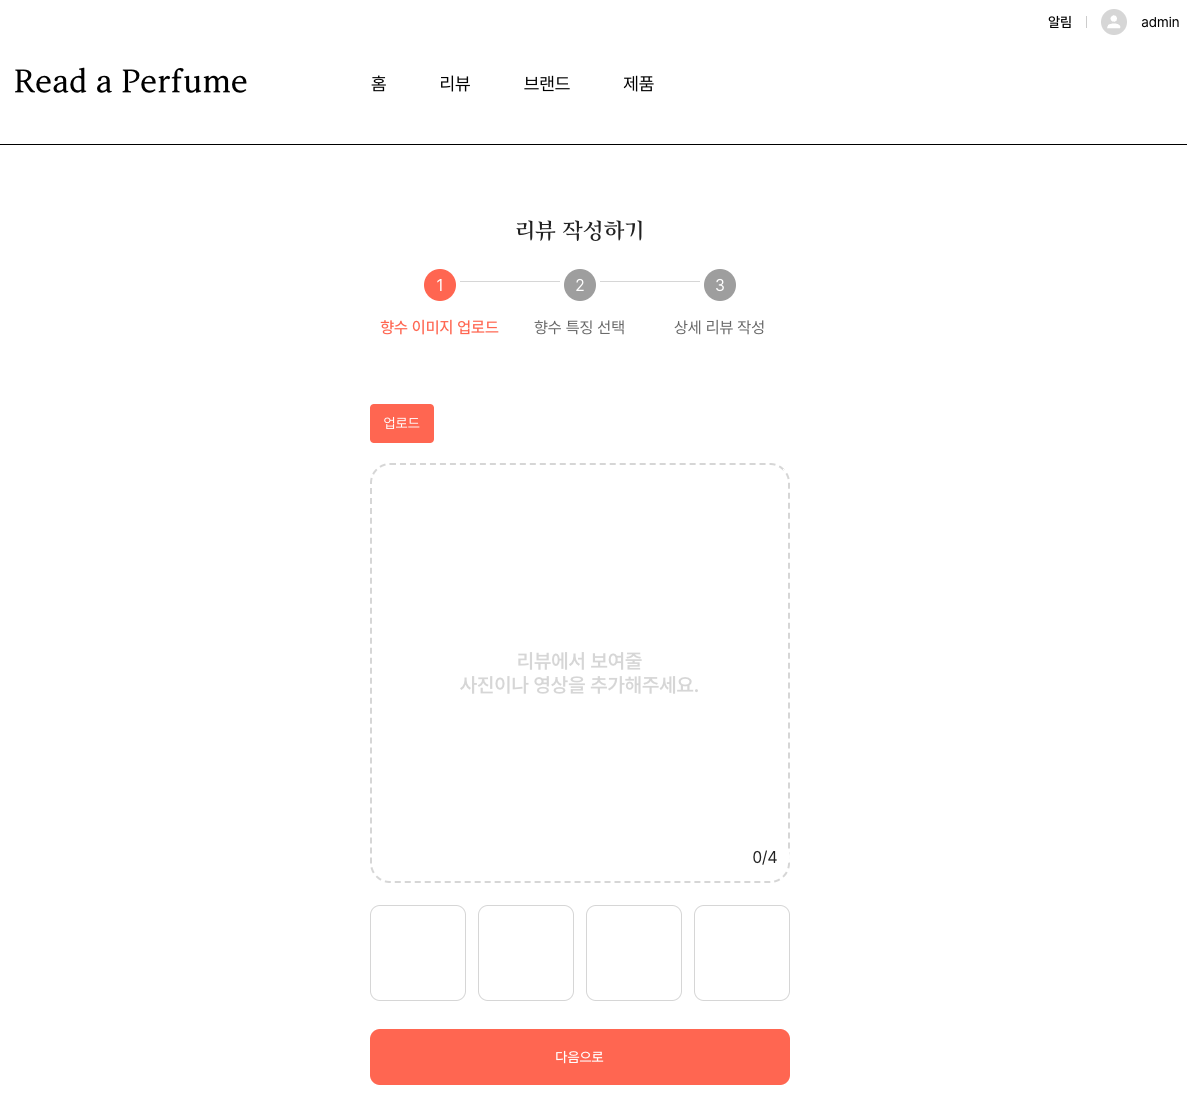 알림
admin
Read a Perfume
홈 리뷰 브랜드 제품
리뷰 작성하기
1 2 3
향수 이미지 업로드 향수 특징 선택 상세 리뷰 작성
업로드
리뷰에서 보여줄
사진이나 영상을 추가해주세요.
0/4
다음으로